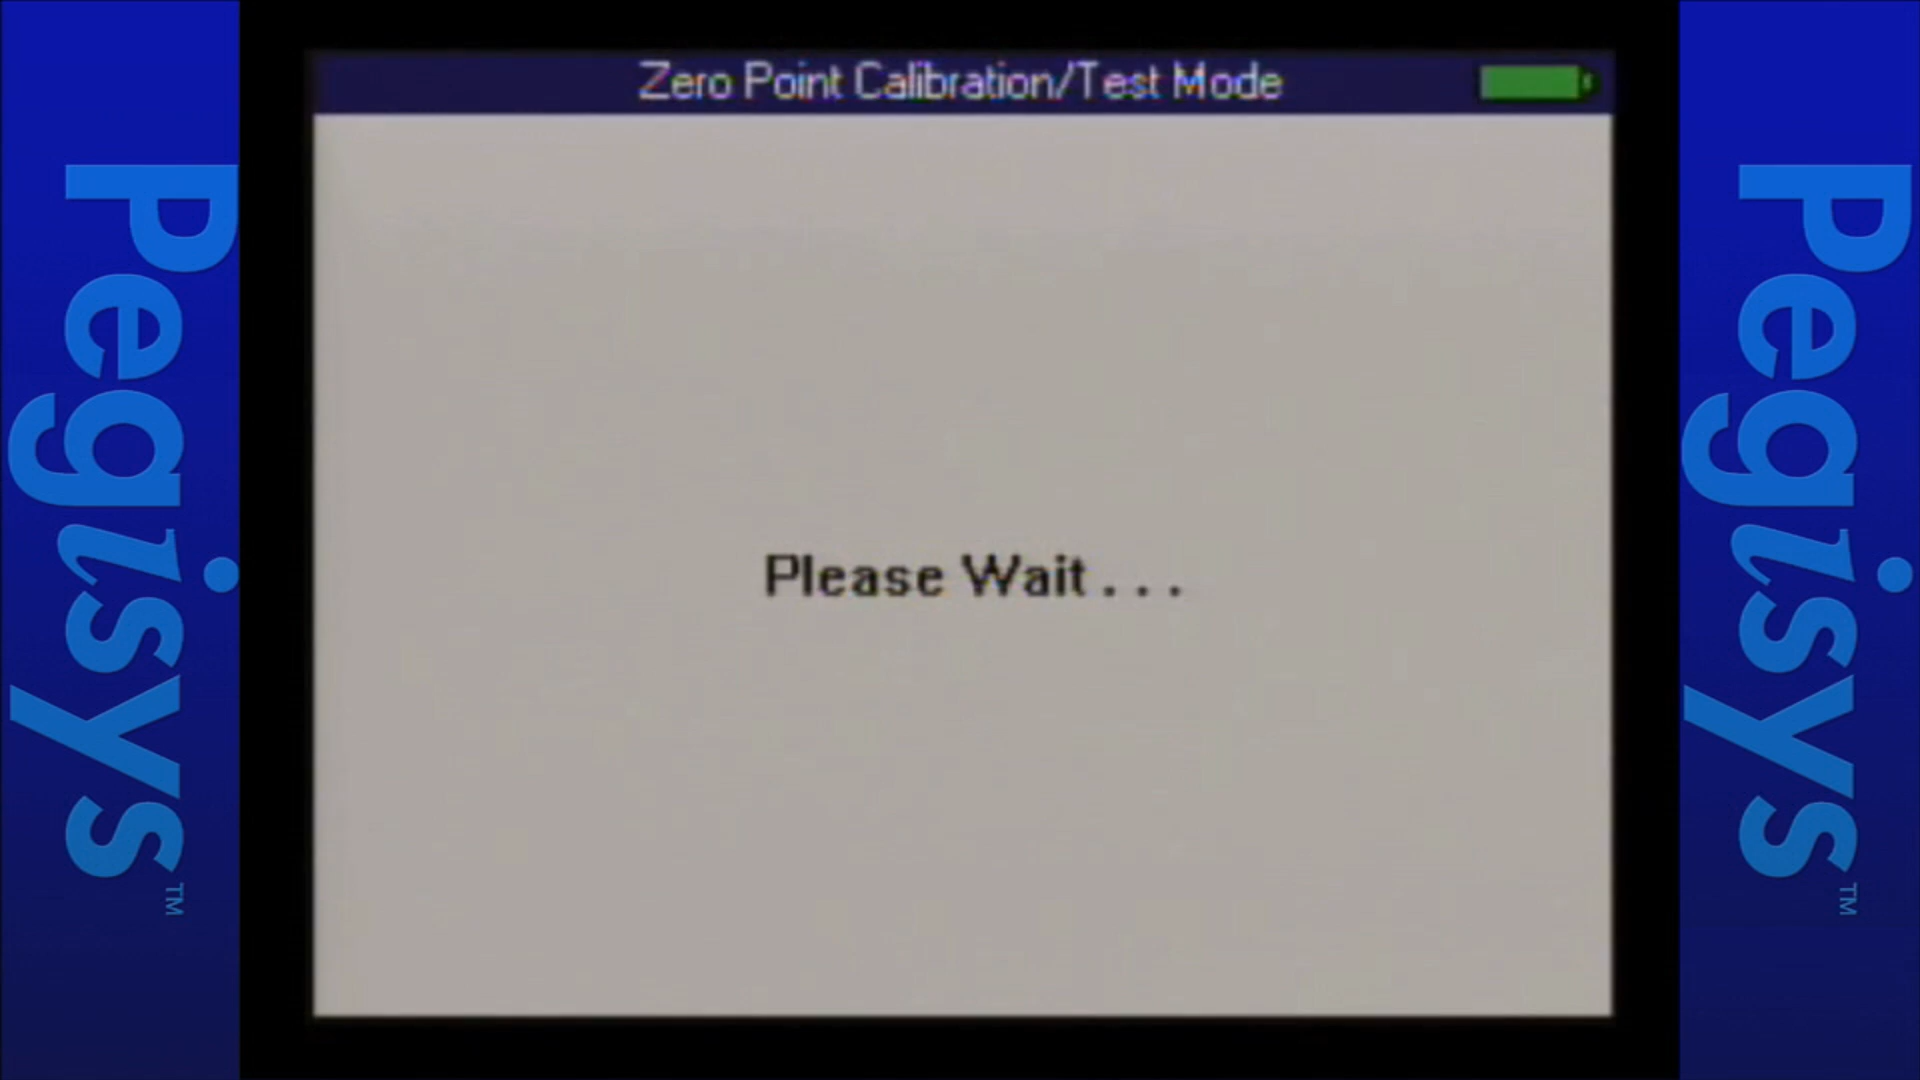 Zero Point Calibration/Test Mode
Please Wait . . .
Pegisys™
Pegisys™